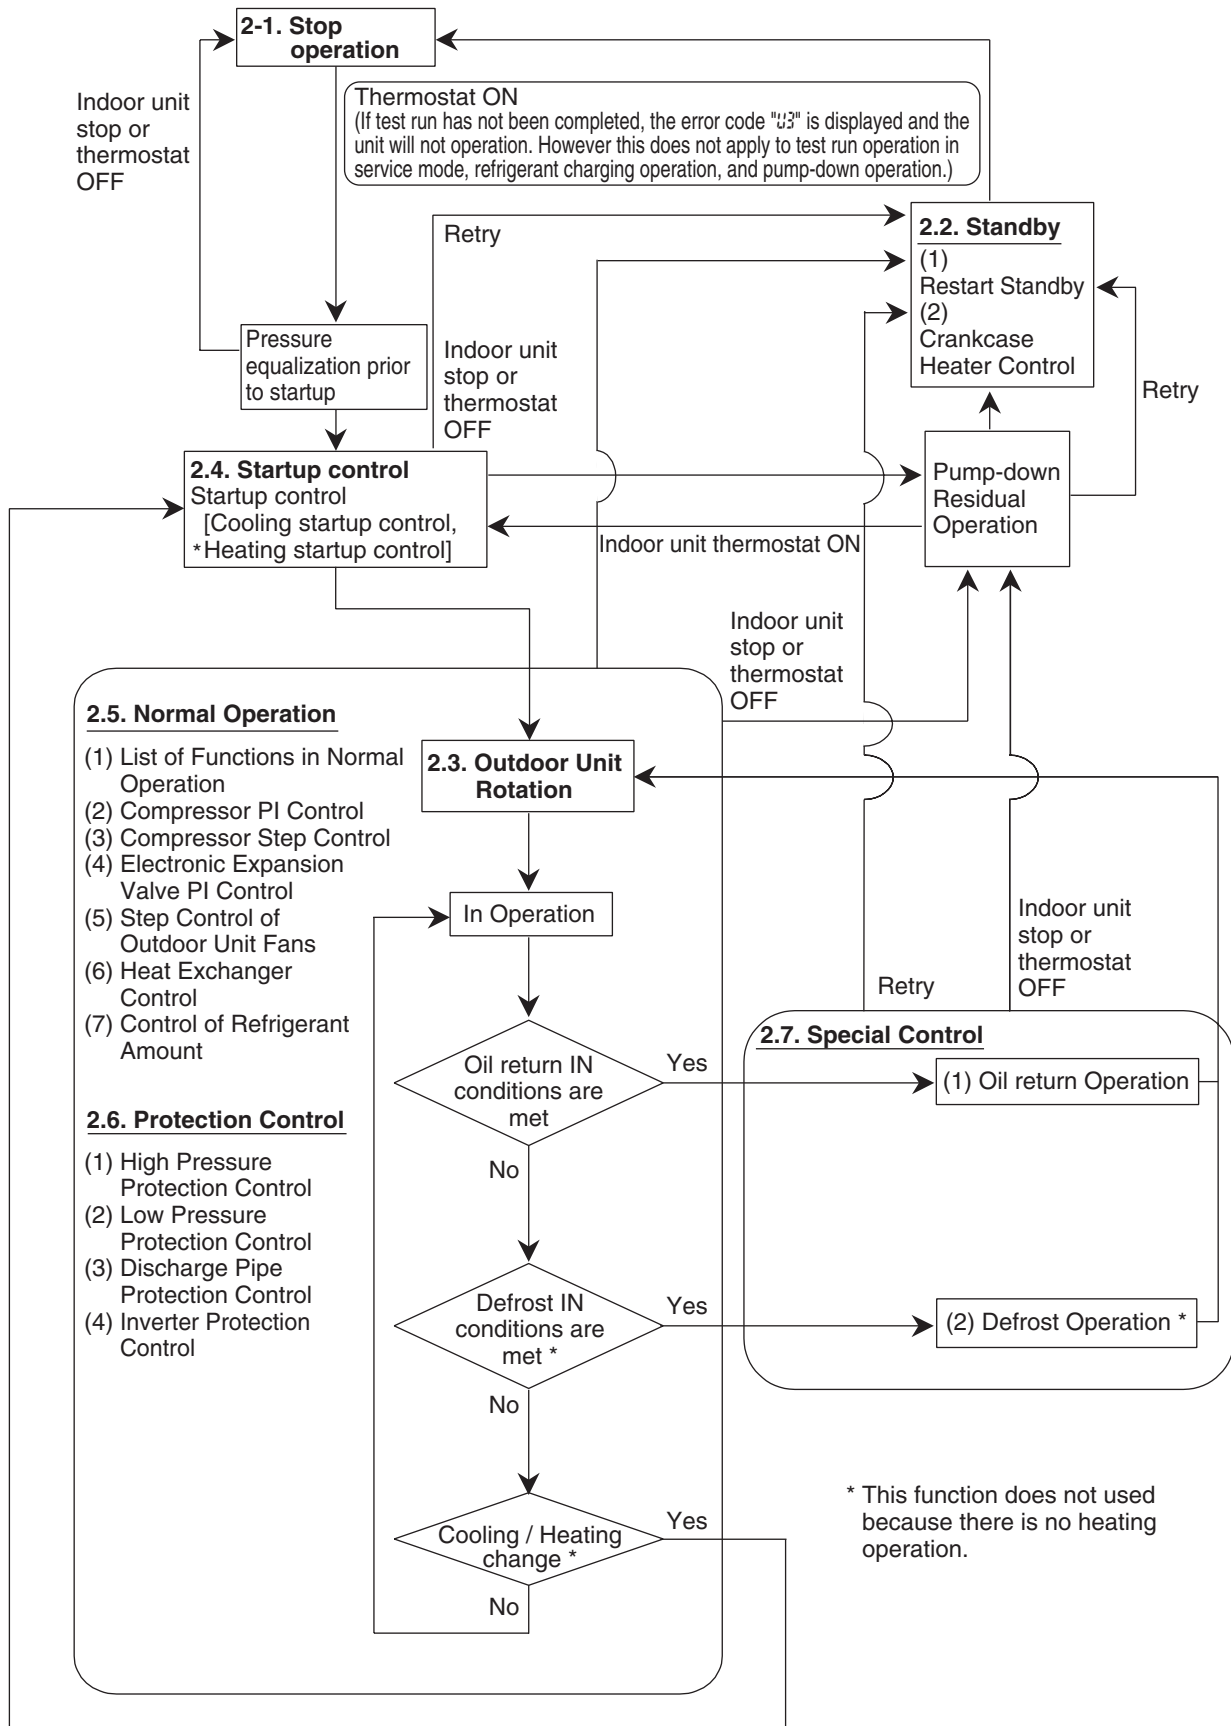 2-1. Stop
operation
Indoor unit
stop or
thermostat
OFF
Thermostat ON
(If test run has not been completed, the error code "U3" is displayed and the
unit will not operation. However this does not apply to test run operation in
service mode, refrigerant charging operation, and pump-down operation.)
Retry
2.2. Standby
(1)
Restart Standby
(2)
Crankcase
Heater Control
Pressure
equalization prior
to startup
Indoor unit
stop or
thermostat
OFF
Retry
2.4. Startup control
Startup control
[Cooling startup control,
*Heating startup control]
Pump-down
Residual
Operation
Indoor unit thermostat ON
Indoor unit
stop or
thermostat
OFF
2.5. Normal Operation
(1) List of Functions in Normal
Operation
(2) Compressor PI Control
(3) Compressor Step Control
(4) Electronic Expansion
Valve PI Control
(5) Step Control of
Outdoor Unit Fans
(6) Heat Exchanger
Control
(7) Control of Refrigerant
Amount
2.3. Outdoor Unit
Rotation
In Operation
Indoor unit
stop or
thermostat
OFF
Retry
2.7. Special Control
Oil return IN
conditions are
met
Yes
(1) Oil return Operation
No
2.6. Protection Control
(1) High Pressure
Protection Control
(2) Low Pressure
Protection Control
(3) Discharge Pipe
Protection Control
(4) Inverter Protection
Control
Defrost IN
conditions are
met *
Yes
(2) Defrost Operation *
No
Cooling / Heating
change *
Yes
No
* This function does not used
because there is no heating
operation.